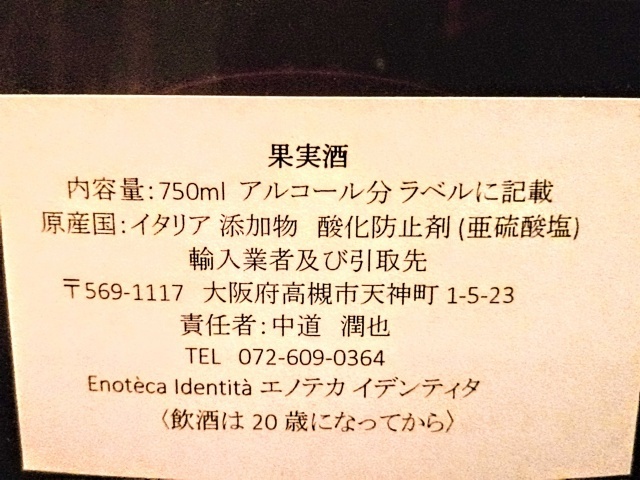 果実酒
内容量：750ml アルコール分 ラベルに記載
原産国：イタリア 添加物 酸化防止剤 (亜硫酸塩)
輸入業者及び引取先
〒569-1117 大阪府高槻市天神町 1-5-23
責任者：中道 潤也
TEL 072-609-0364
Enotèca Identità エノテカ イデンティタ
〈飲酒は 20 歳になってから〉